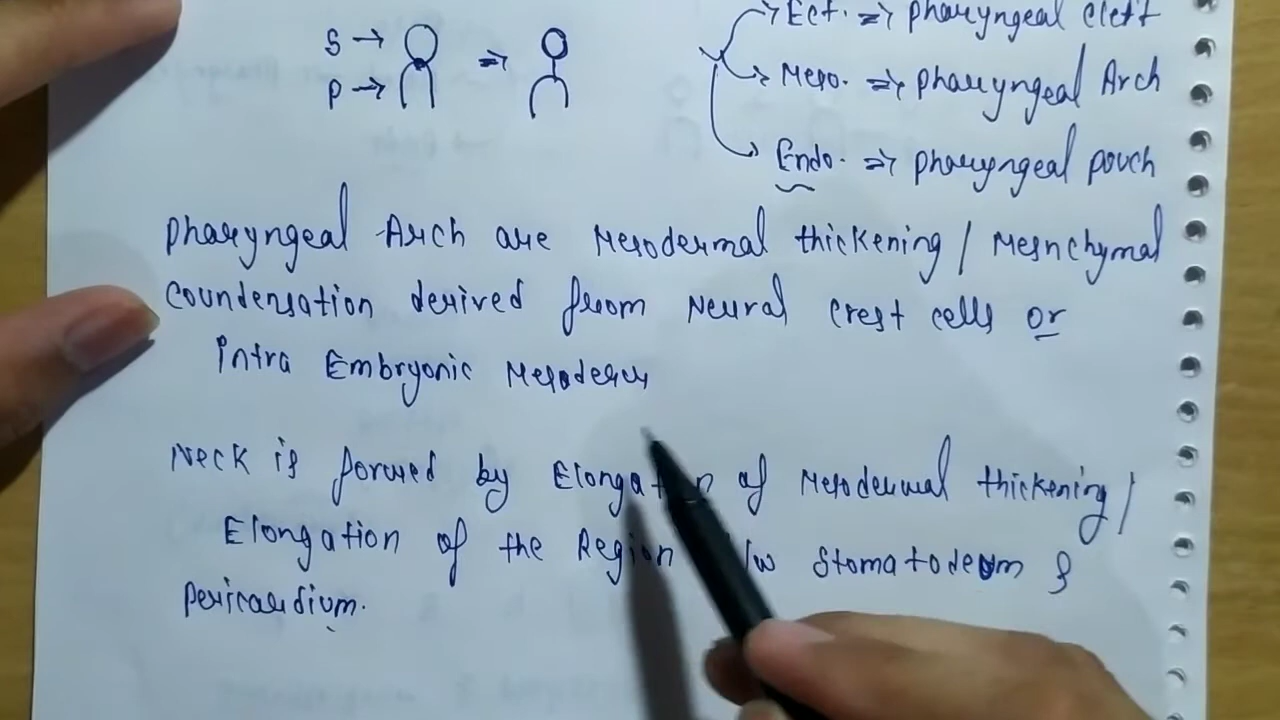 Ect. => pharyngeal cleft
S →
=>
Meso. => pharyngeal Arch
P →
Endo. => pharyngeal pouch
pharyngeal Arch are Mesodermal thickening / Mesnchymal
Coundensation derived from Neural crest cells or
intra Embryonic Mesoderm
Neck is formed by Elongation of Mesodermal thickening /
Elongation of the Region b/w Stomatodeum &
pericardium.